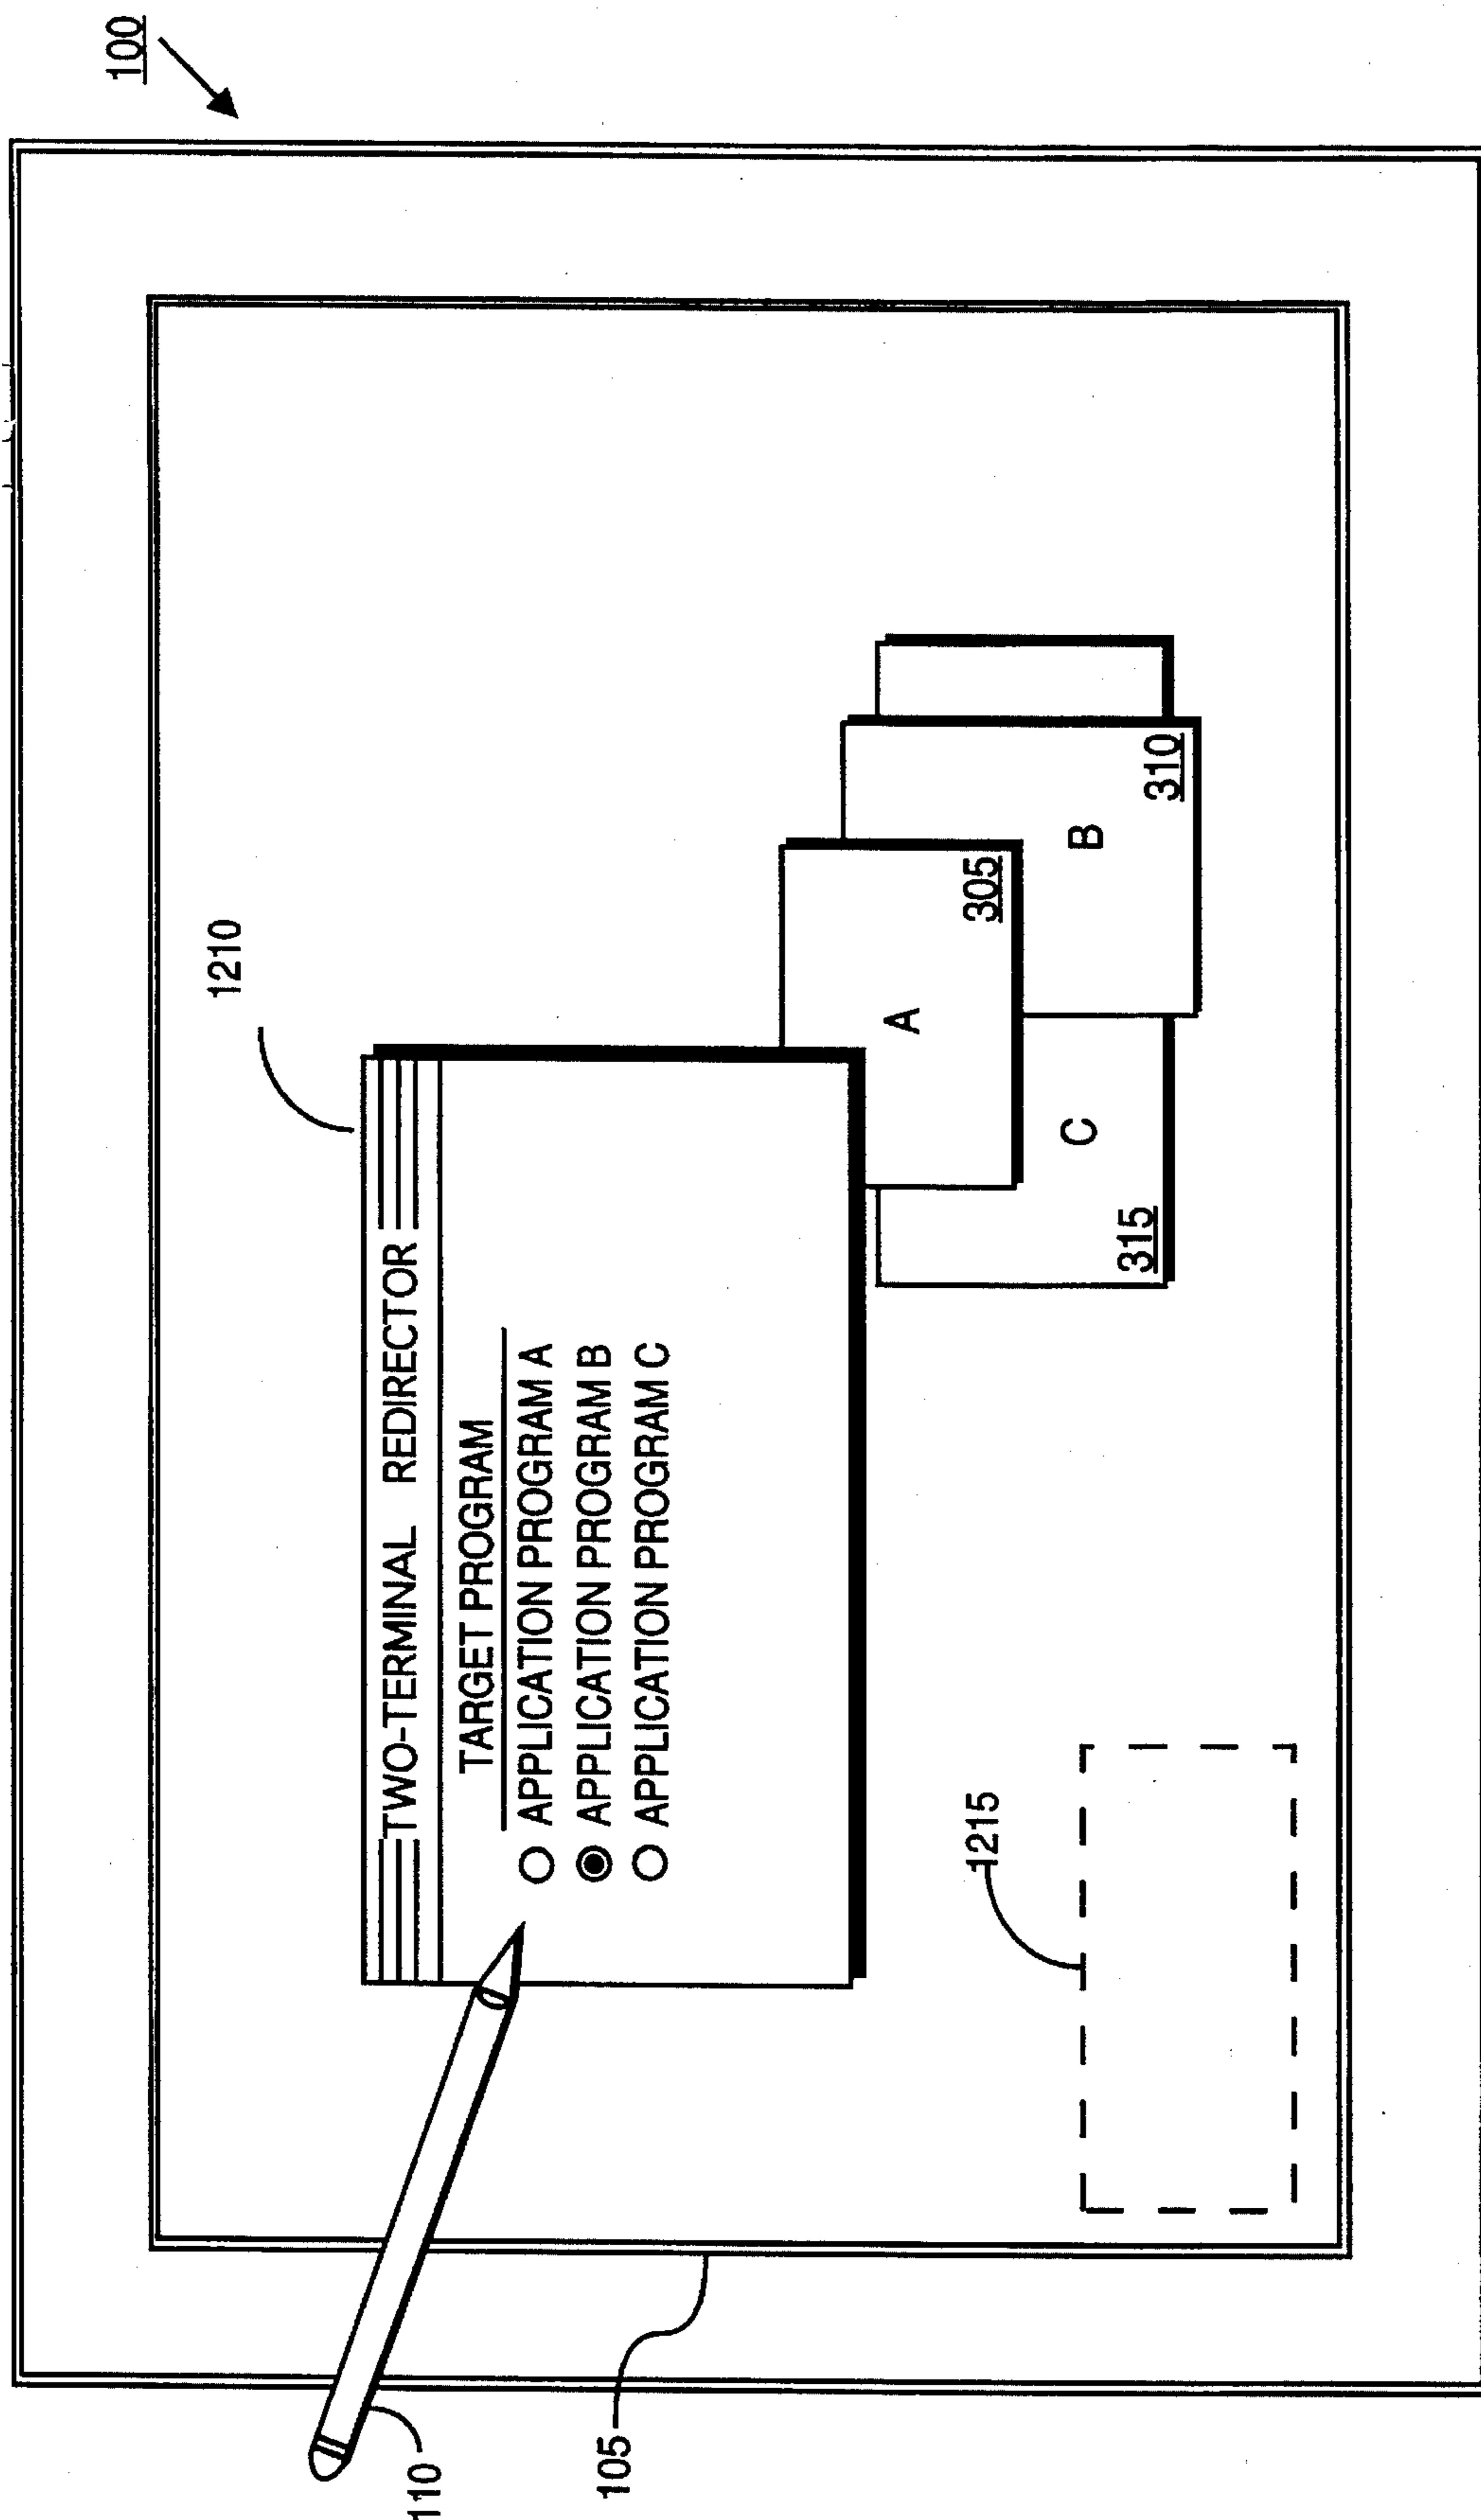 100
1210
TWO-TERMINAL REDIRECTOR
TARGET PROGRAM
APPLICATION PROGRAM A
APPLICATION PROGRAM B
APPLICATION PROGRAM C
110
105
A
305
B
310
C
315
1215